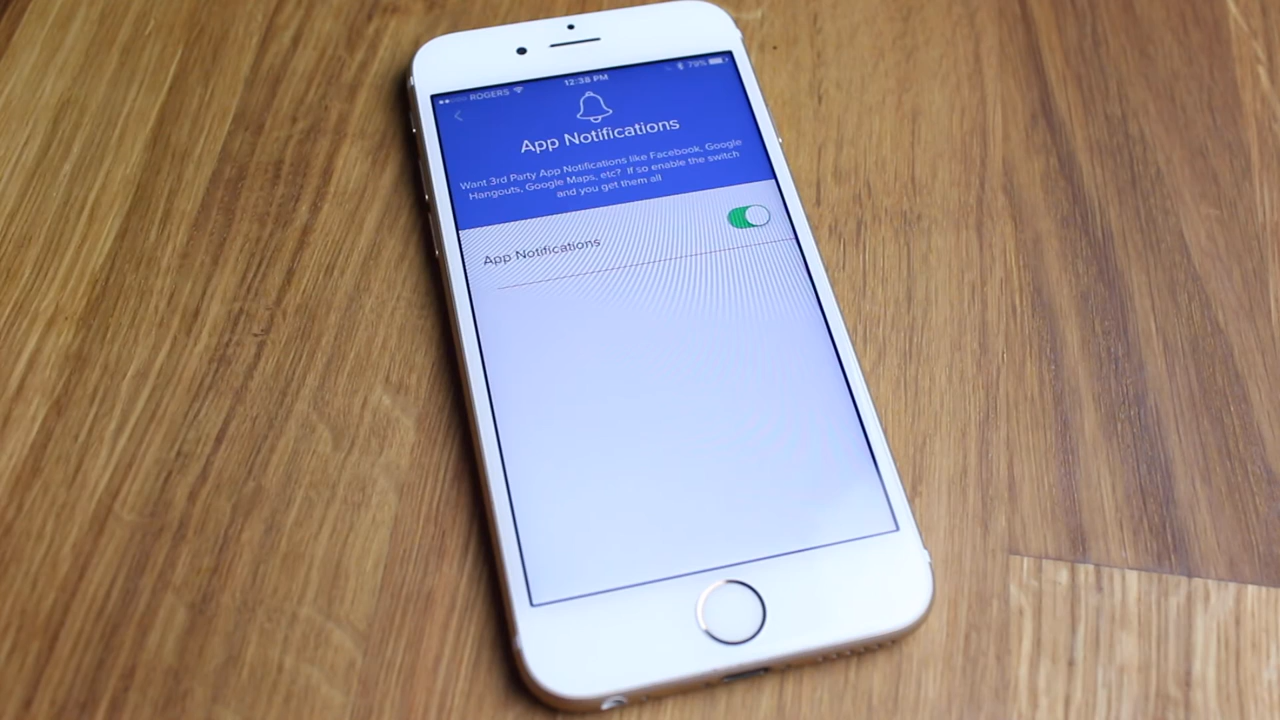 ROGERS 12:38 PM 79%
App Notifications
Want 3rd Party App Notifications like Facebook, Google
Hangouts, Google Maps, etc? If so enable the switch
and you get them all
App Notifications